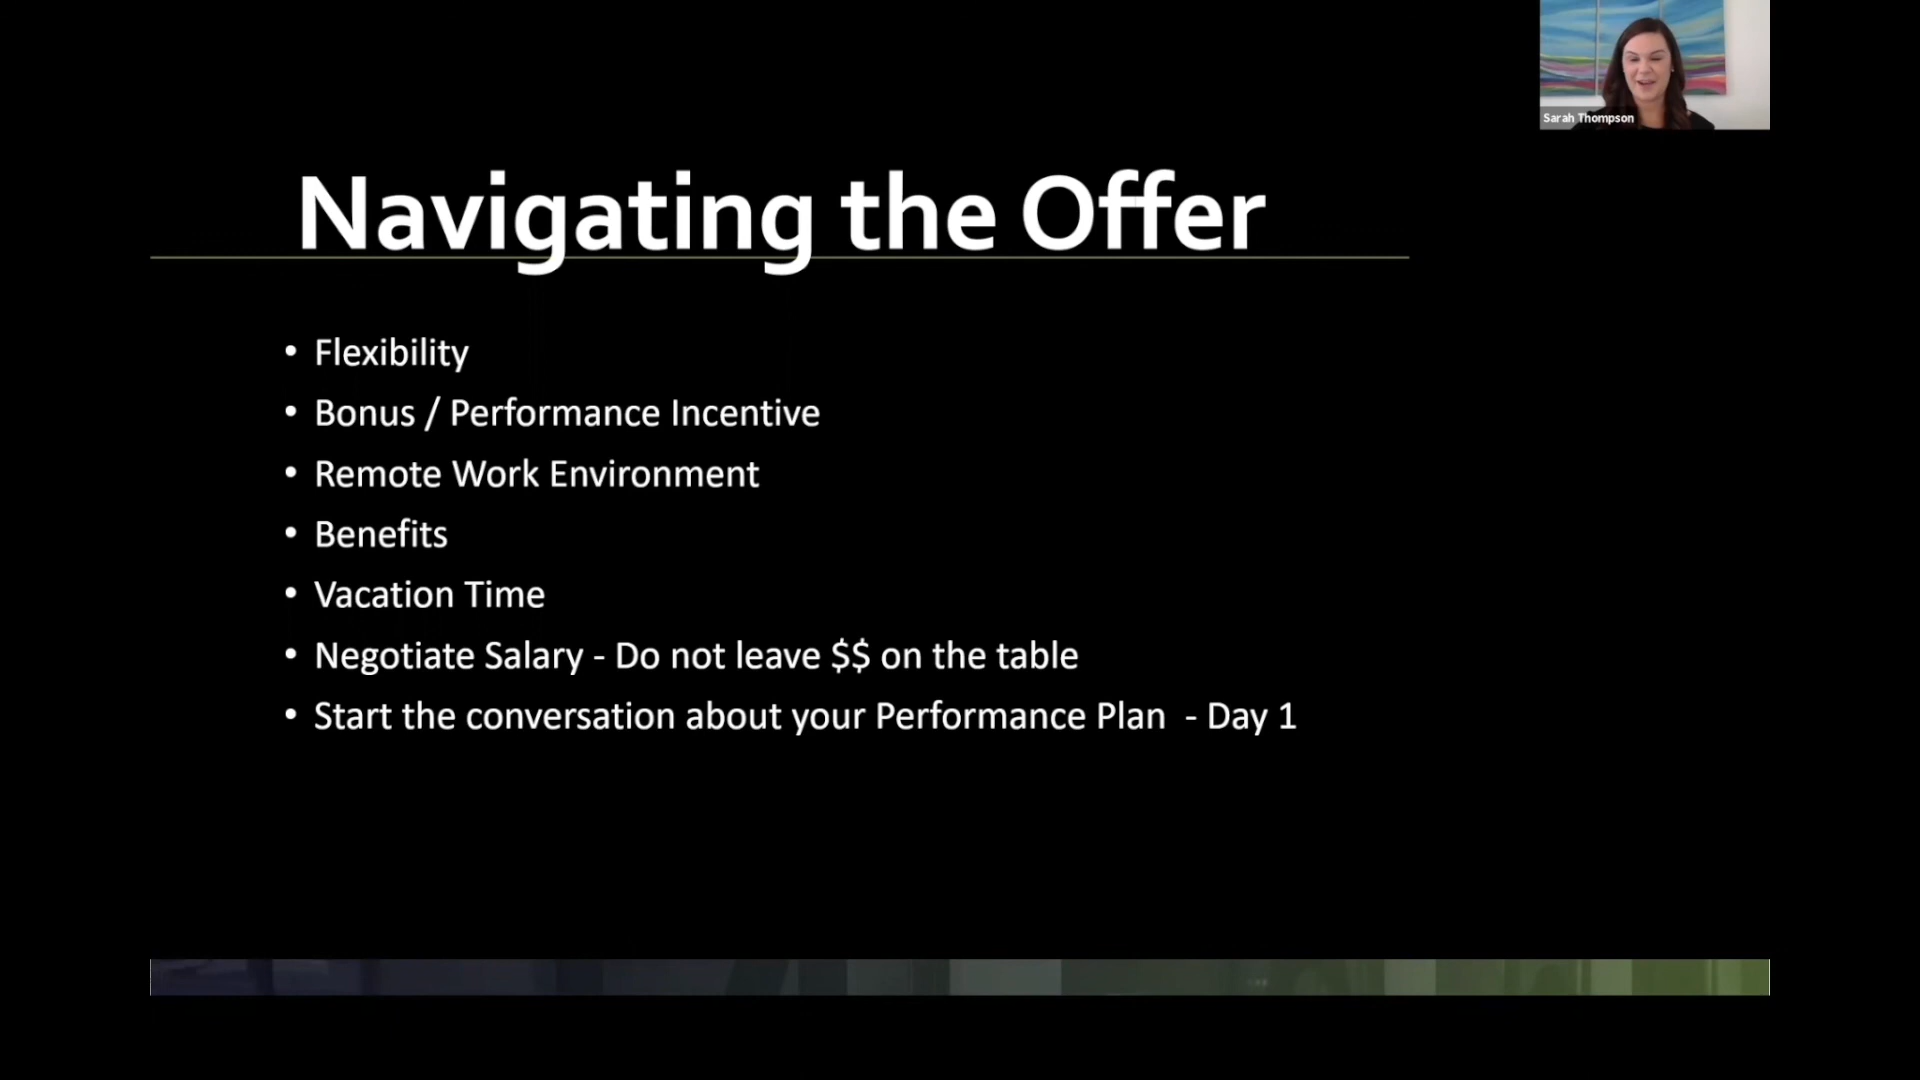 Sarah Thompson
Navigating the Offer
• Flexibility
• Bonus / Performance Incentive
• Remote Work Environment
• Benefits
• Vacation Time
• Negotiate Salary - Do not leave $$ on the table
• Start the conversation about your Performance Plan  - Day 1